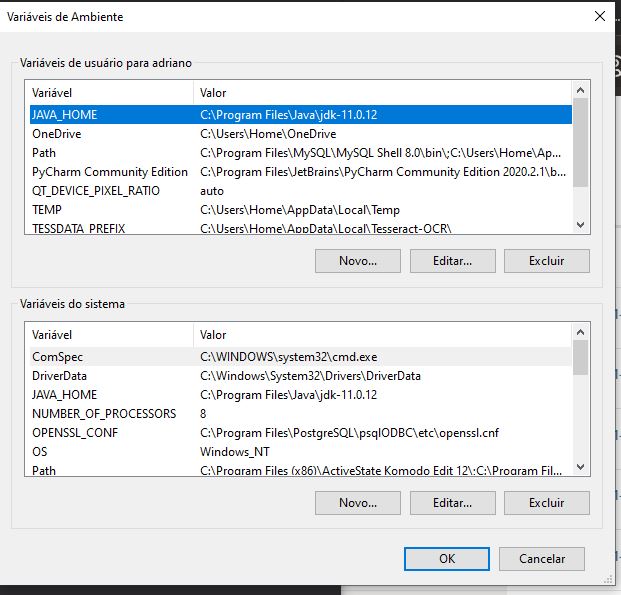 Variáveis de Ambiente
Variáveis de usuário para adriano
Variável Valor
JAVA_HOME C:\Program Files\Java\jdk-11.0.12
OneDrive C:\Users\Home\OneDrive
Path C:\Program Files\MySQL\MySQL Shell 8.0\bin\;C:\Users\Home\Ap...
PyCharm Community Edition C:\Program Files\JetBrains\PyCharm Community Edition 2020.2.1\b...
QT_DEVICE_PIXEL_RATIO auto
TEMP C:\Users\Home\AppData\Local\Temp
TESSDATA_PREFIX C:\Users\Home\AppData\Local\Tesseract-OCR\
Novo... Editar... Excluir
Variáveis do sistema
Variável Valor
ComSpec C:\WINDOWS\system32\cmd.exe
DriverData C:\Windows\System32\Drivers\DriverData
JAVA_HOME C:\Program Files\Java\jdk-11.0.12
NUMBER_OF_PROCESSORS 8
OPENSSL_CONF C:\Program Files\PostgreSQL\psqlODBC\etc\openssl.cnf
OS Windows_NT
Path C:\Program Files (x86)\ActiveState Komodo Edit 12\;C:\Program Fil...
Novo... Editar... Excluir
OK Cancelar